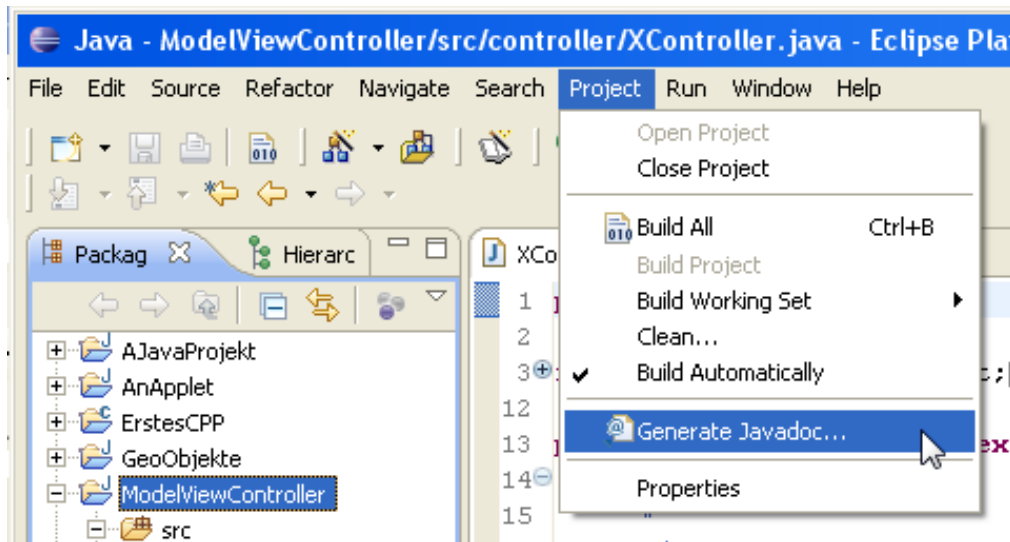 Java - ModelViewController/src/controller/XController.java - Eclipse Pla
File Edit Source Refactor Navigate Search Project Run Window Help
Open Project
Close Project
Build All Ctrl+B
Build Project
Build Working Set
Clean...
Build Automatically
Generate Javadoc...
Properties
Packag Hierarc
XCo
1
2
3
12
13 ex
14
15 "
AJavaProjekt
AnApplet
ErstesCPP
GeoObjekte
ModelViewController
src